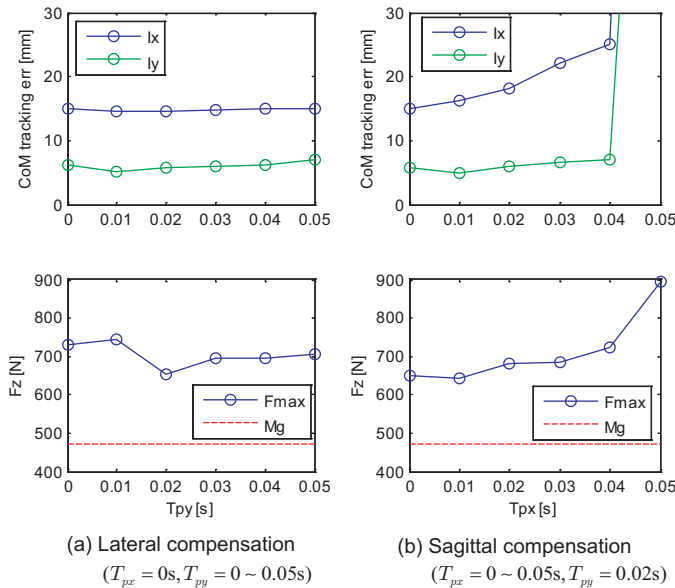 30
20
10
0
CoM tracking err [mm]
Ix
Iy
0 0.01 0.02 0.03 0.04 0.05
30
20
10
0
CoM tracking err [mm]
Ix
Iy
0 0.01 0.02 0.03 0.04 0.05
900
800
700
600
500
400
Fz [N]
Fmax
Mg
0 0.01 0.02 0.03 0.04 0.05
Tpy [s]
900
800
700
600
500
400
Fz [N]
Fmax
Mg
0 0.01 0.02 0.03 0.04 0.05
Tpx [s]
(a) Lateral compensation
(T_px = 0s, T_py = 0 ~ 0.05s)
(b) Sagittal compensation
(T_px = 0 ~ 0.05s, T_py = 0.02s)